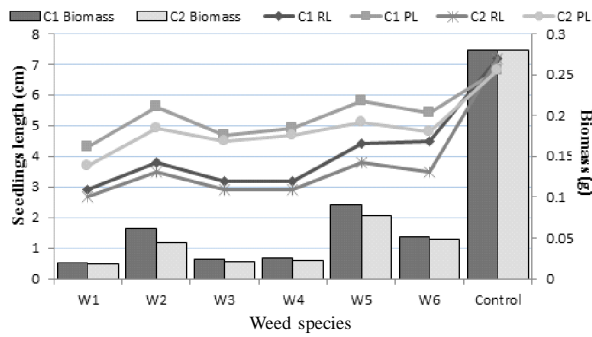 C1 Biomass C2 Biomass C1 RL C1 PL C2 RL C2 PL
8 0.3
7 0.25
6
5 0.2
4 0.15
3 0.1
2
1 0.05
0 0
Seedlings length (cm)
Biomass (g)
W1 W2 W3 W4 W5 W6 Control
Weed species